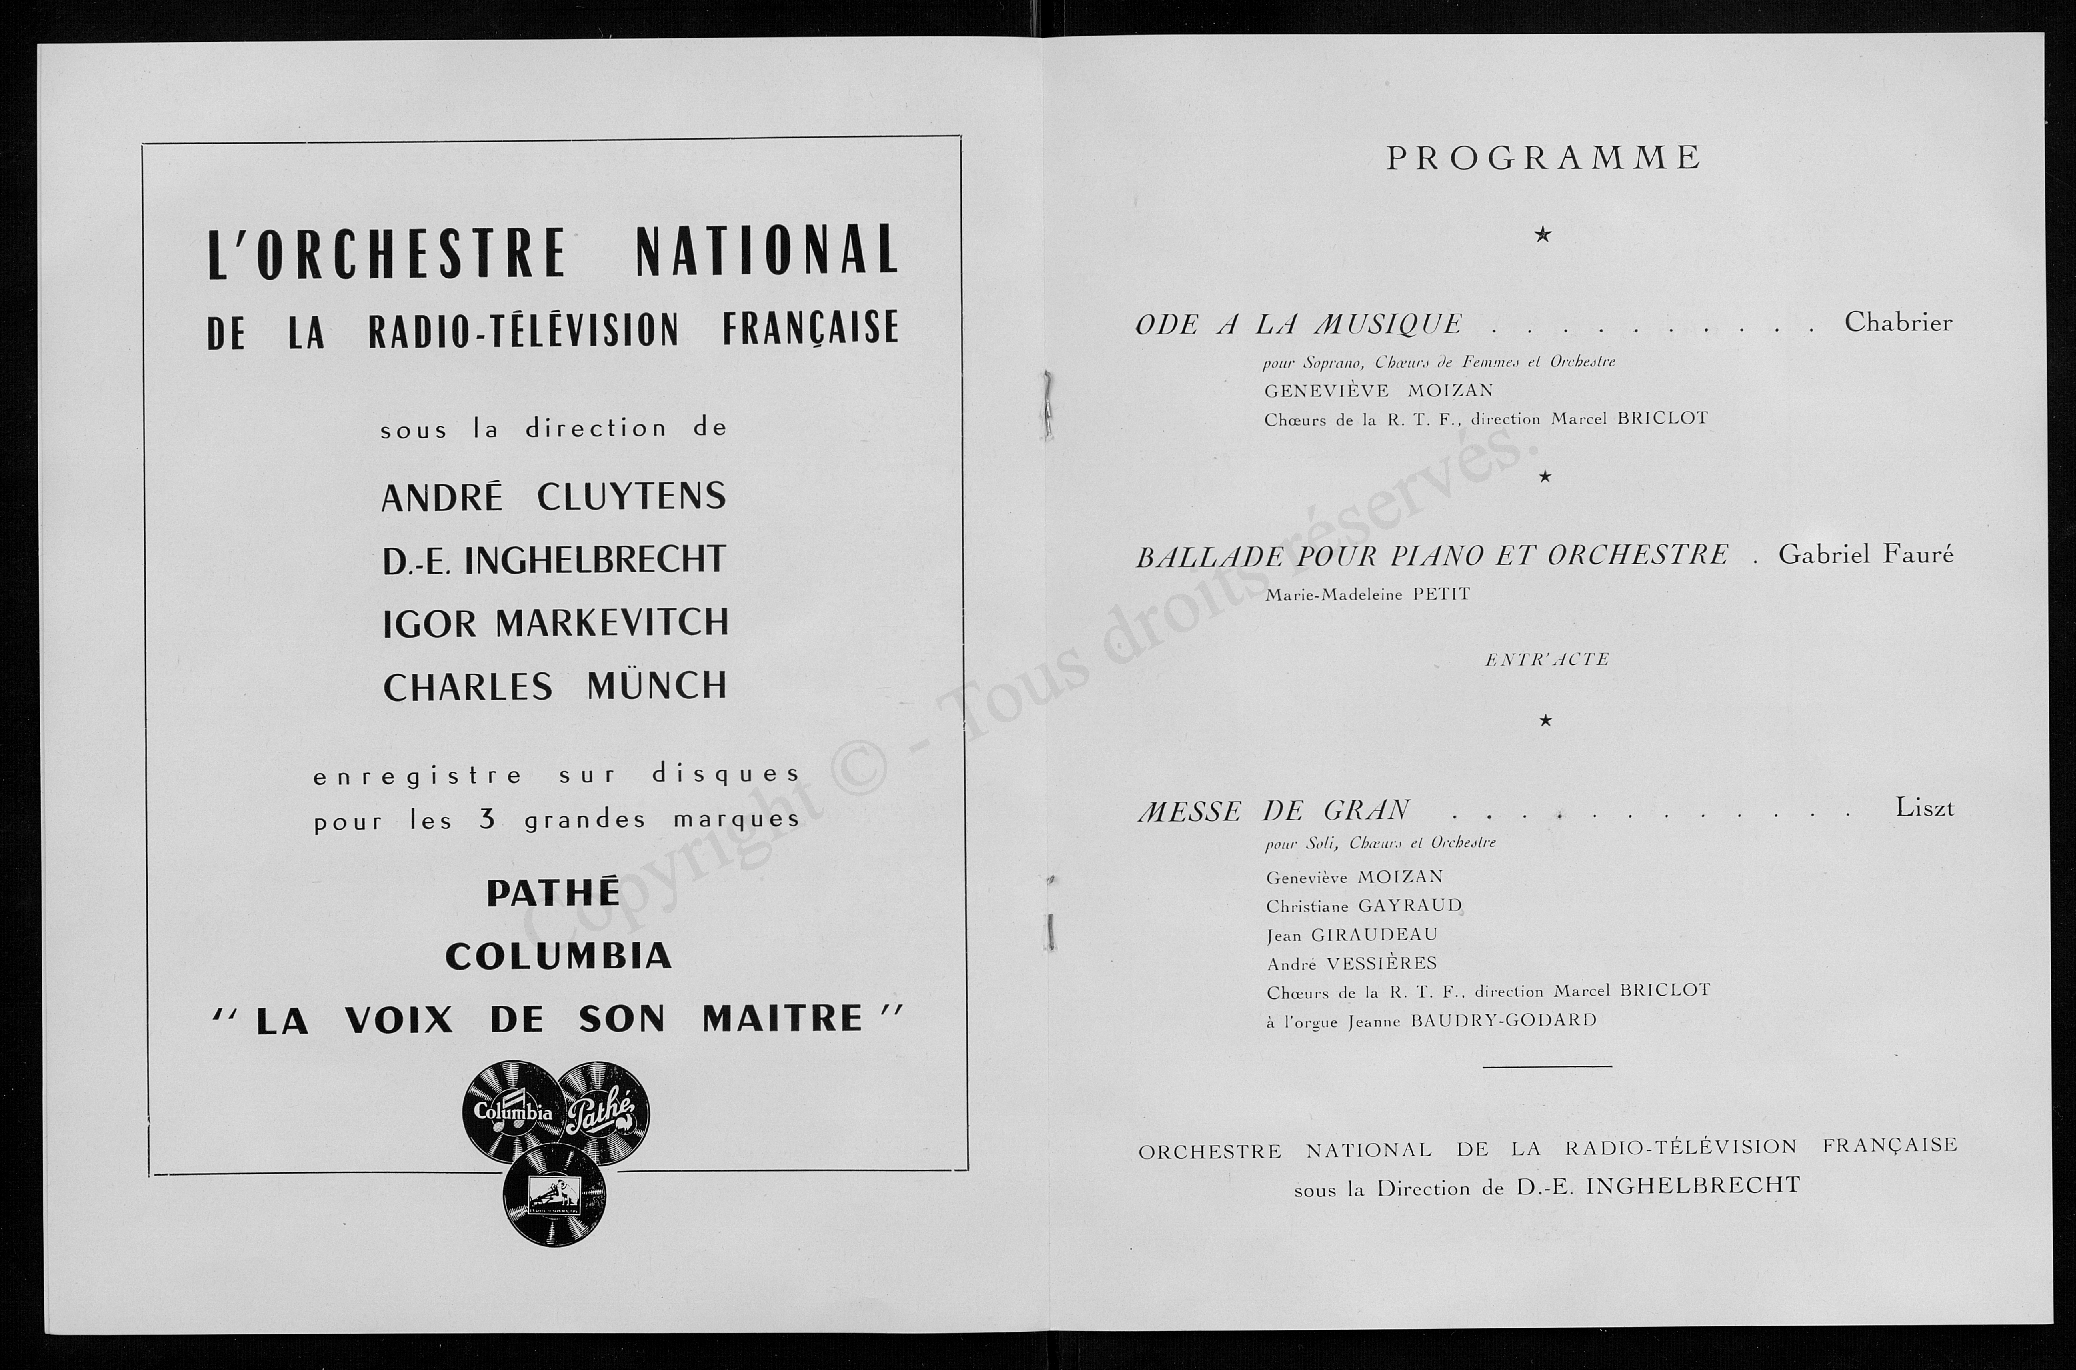 L'ORCHESTRE NATIONAL
DE LA RADIO-TÉLÉVISION FRANÇAISE
sous la direction de
ANDRÉ CLUYTENS
D.-E. INGHELBRECHT
IGOR MARKEVITCH
CHARLES MÜNCH
enregistre sur disques
pour les 3 grandes marques
PATHÉ
COLUMBIA
" LA VOIX DE SON MAITRE "
Columbia
Pathé
PROGRAMME
ODE A LA MUSIQUE . . . . . . . . . . Chabrier
pour Soprano, Chœurs de Femmes et Orchestre
GENEVIÈVE MOIZAN
Chœurs de la R. T. F., direction Marcel BRICLOT
BALLADE POUR PIANO ET ORCHESTRE . Gabriel Fauré
Marie-Madeleine PETIT
ENTR'ACTE
MESSE DE GRAN . . . . . . . . . . . . Liszt
pour Soli, Chœurs et Orchestre
Geneviève MOIZAN
Christiane GAYRAUD
Jean GIRAUDEAU
André VESSIÈRES
Chœurs de la R. T. F., direction Marcel BRICLOT
à l'orgue Jeanne BAUDRY-GODARD
ORCHESTRE NATIONAL DE LA RADIO-TÉLÉVISION FRANÇAISE
sous la Direction de D.-E. INGHELBRECHT
Copyright © - Tous droits réservés.